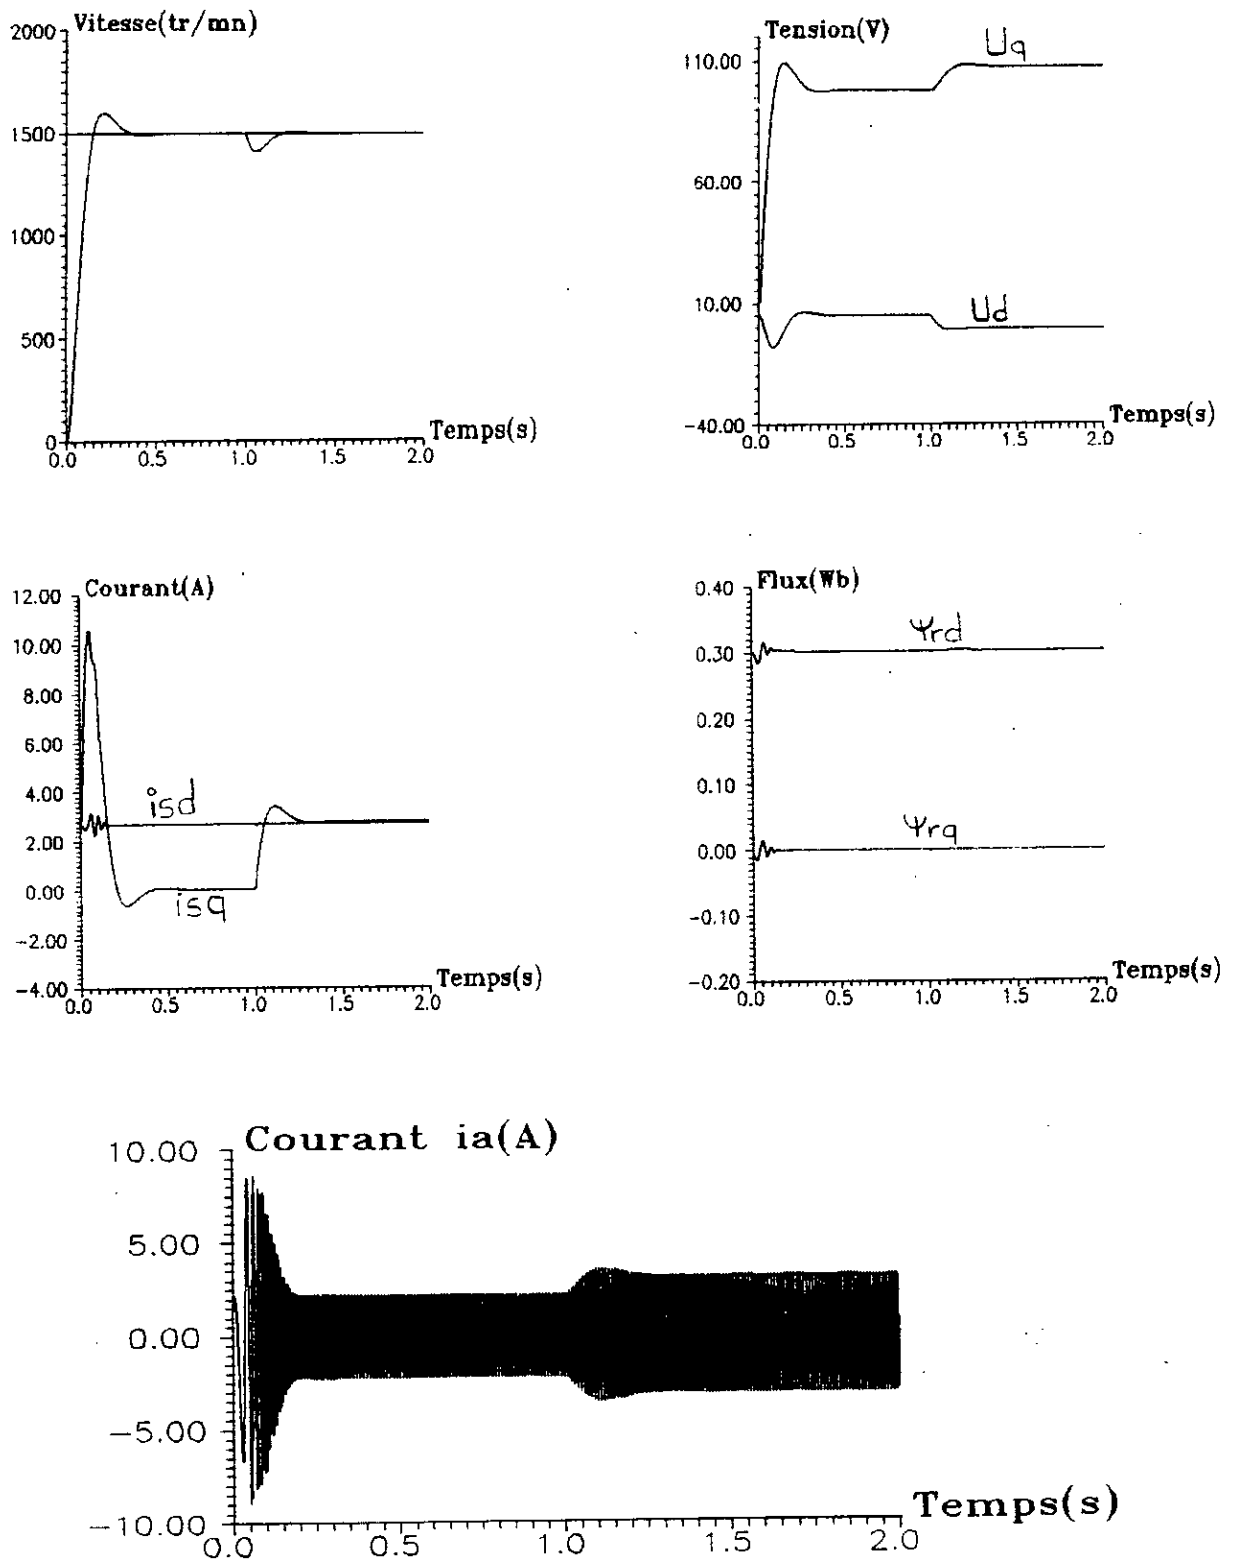 Vitesse(tr/mn)
2000
1500
1000
500
0
0.0 0.5 1.0 1.5 2.0
Temps(s)
Tension(V)
110.00
60.00
10.00
-40.00
Uq
Ud
0.0 0.5 1.0 1.5 2.0
Temps(s)
Courant(A)
12.00
10.00
8.00
6.00
4.00
2.00
0.00
-2.00
-4.00
isd
isq
0.0 0.5 1.0 1.5 2.0
Temps(s)
Flux(Wb)
0.40
0.30
0.20
0.10
0.00
-0.10
-0.20
Ψrd
Ψrq
0.0 0.5 1.0 1.5 2.0
Temps(s)
Courant ia(A)
10.00
5.00
0.00
-5.00
-10.00
0.0 0.5 1.0 1.5 2.0
Temps(s)